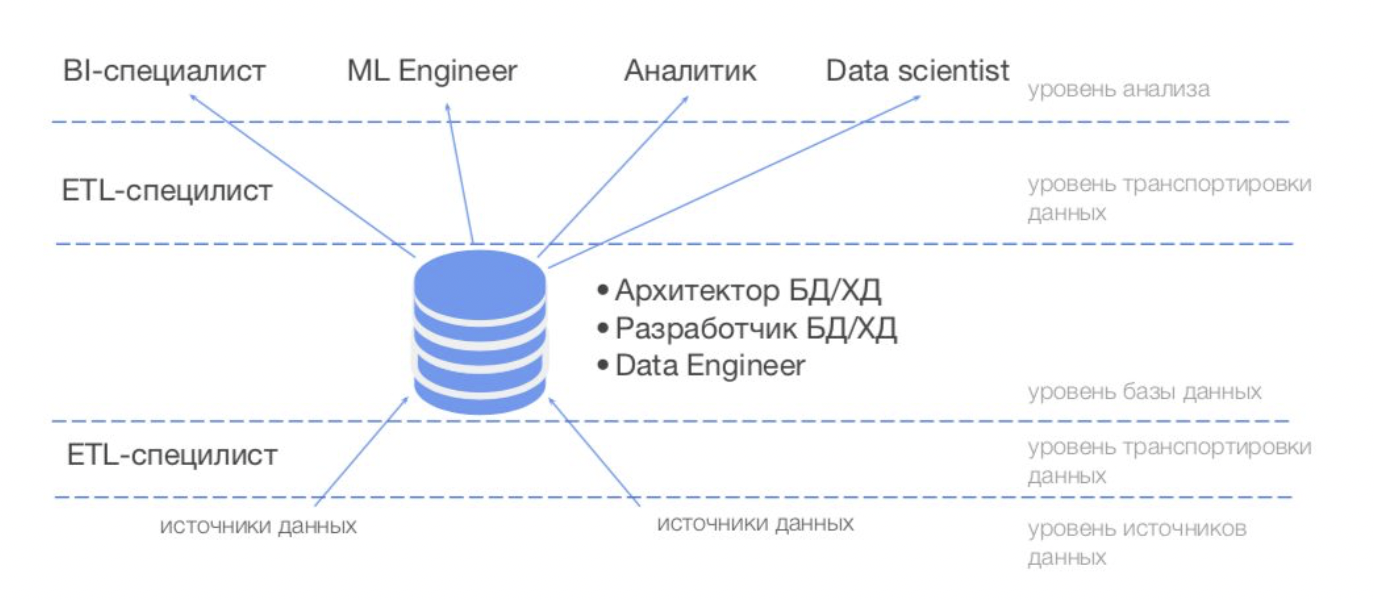 BI-специалист
ML Engineer
Аналитик
Data scientist
уровень анализа
ETL-специлист
уровень транспортировки
данных
• Архитектор БД/ХД
• Разработчик БД/ХД
• Data Engineer
уровень базы данных
ETL-специлист
уровень транспортировки
данных
источники данных
источники данных
уровень источников
данных